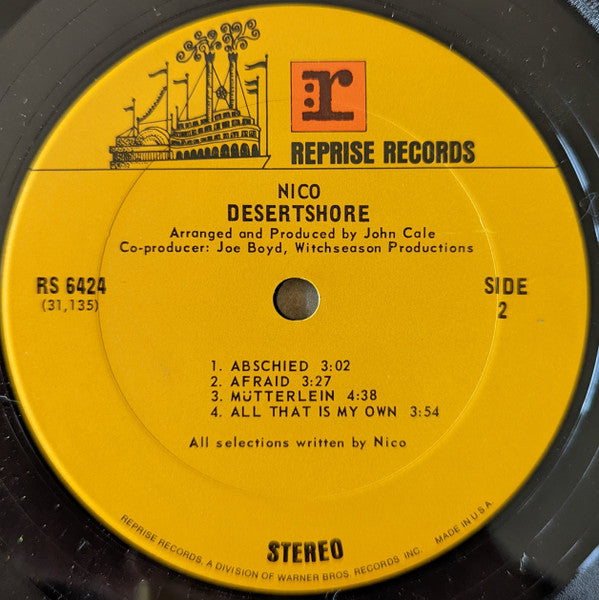 r
REPRISE RECORDS
NICO
DESERTSHORE
Arranged and Produced by John Cale
Co-producer: Joe Boyd, Witchseason Productions
RS 6424
(31,135)
SIDE
2
1. ABSCHIED 3:02
2. AFRAID 3:27
3. MÜTTERLEIN 4:38
4. ALL THAT IS MY OWN 3:54
All selections written by Nico
STEREO
REPRISE RECORDS, A DIVISION OF WARNER BROS. RECORDS, INC. MADE IN U.S.A.